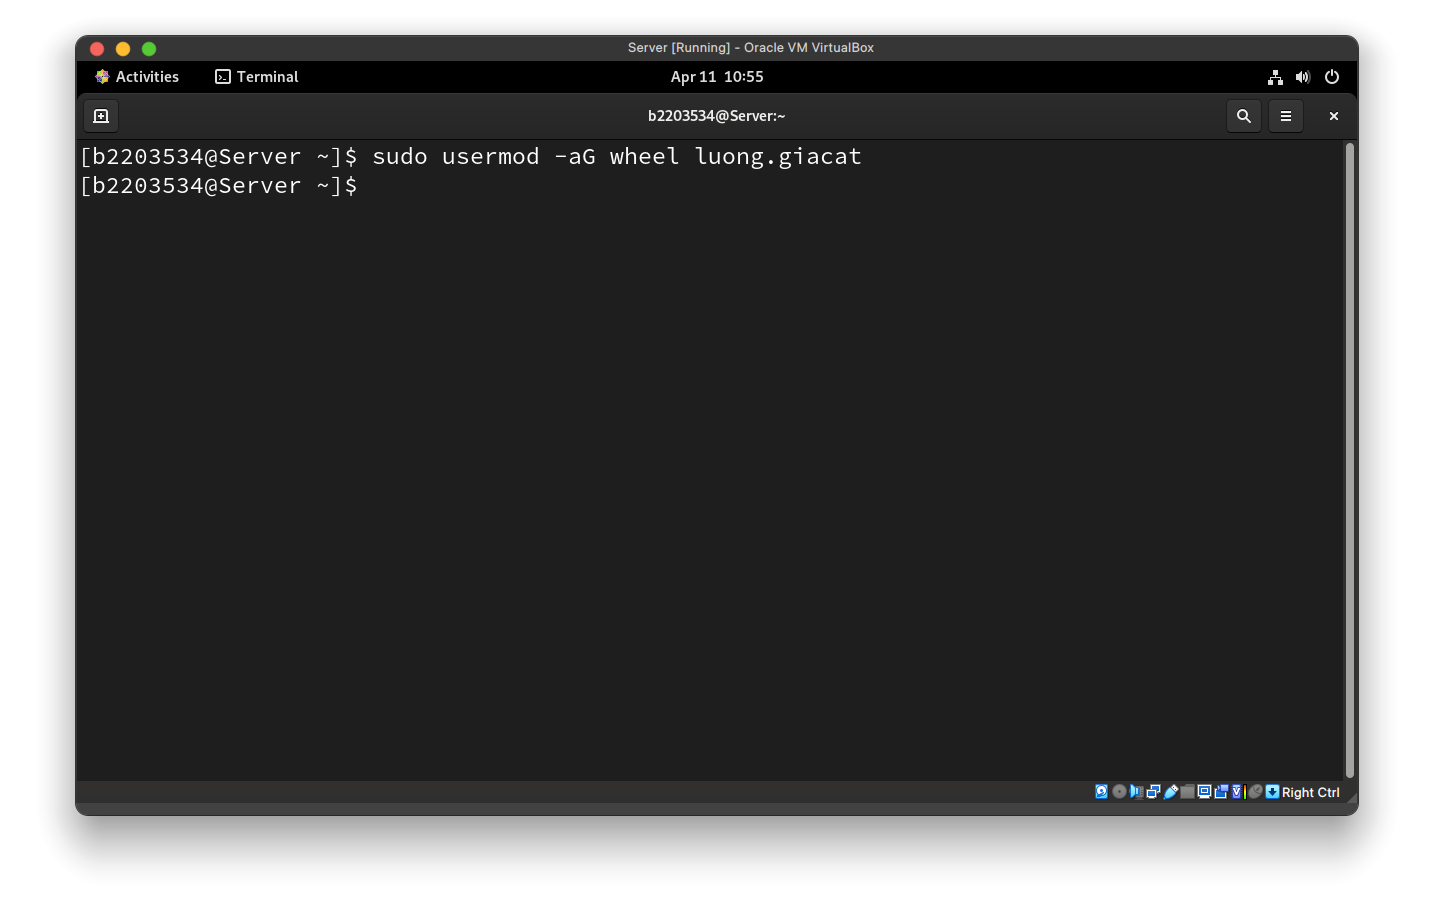 Server [Running] - Oracle VM VirtualBox
Activities Terminal Apr 11 10:55
b2203534@Server:~
[b2203534@Server ~]$ sudo usermod -aG wheel luong.giacat
[b2203534@Server ~]$
Right Ctrl